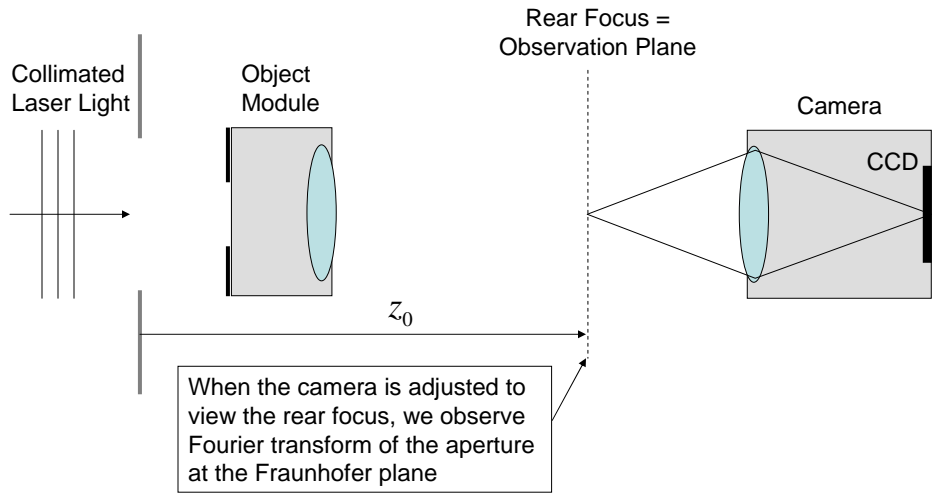 Rear Focus =
Observation Plane
Collimated
Laser Light
Object
Module
Camera
CCD
z₀
When the camera is adjusted to
view the rear focus, we observe
Fourier transform of the aperture
at the Fraunhofer plane